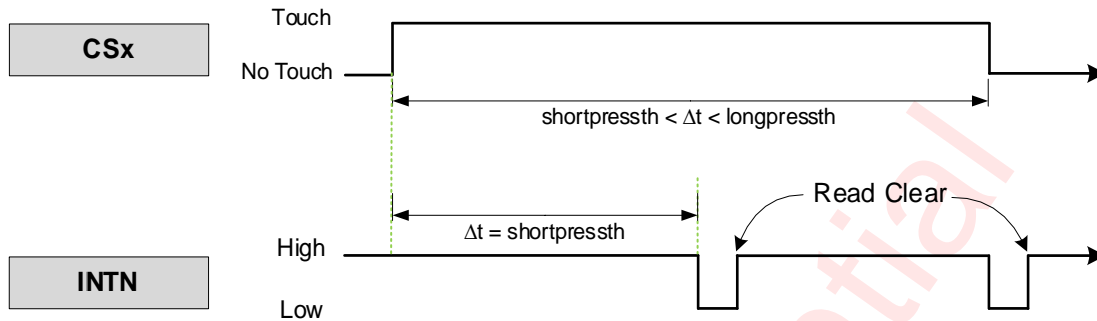 Touch
CSx
No Touch
shortpressth < Δt < longpressth
Read Clear
Δt = shortpressth
High
INTN
Low